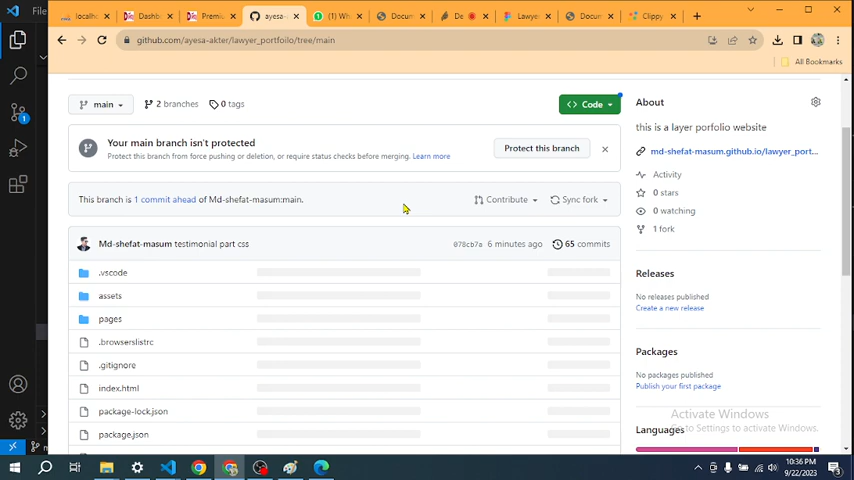 File
localho
Dashb
Premiu
ayesa-
Wh
Docum
De
Lawyer
Docum
Clippy
github.com/ayesa-akter/lawyer_portfoilo/tree/main
All Bookmarks
main
2 branches
0 tags
Code
Your main branch isn't protected
Protect this branch from force pushing or deletion, or require status checks before merging. Learn more
Protect this branch
This branch is 1 commit ahead of Md-shefat-masum:main.
Contribute
Sync fork
Md-shefat-masum testimonial part css
078cb7a 6 minutes ago
65 commits
.vscode
assets
pages
.browserslistrc
.gitignore
index.html
package-lock.json
package.json
About
this is a layer porfolio website
md-shefat-masum.github.io/lawyer_port...
Activity
0 stars
0 watching
1 fork
Releases
No releases published
Create a new release
Packages
No packages published
Publish your first package
Activate Windows
Go to Settings to activate Windows.
Languages
10:36 PM
9/22/2023